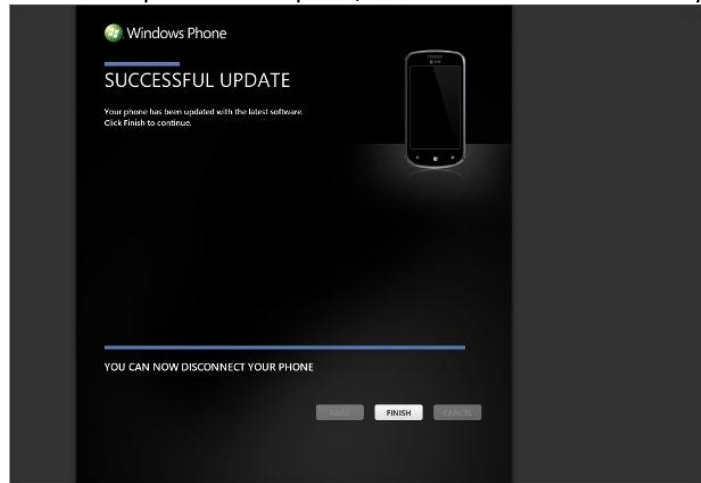 Windows Phone
SUCCESSFUL UPDATE
Your phone has been updated with the latest software.
Click Finish to continue.
YOU CAN NOW DISCONNECT YOUR PHONE
BACK FINISH CANCEL